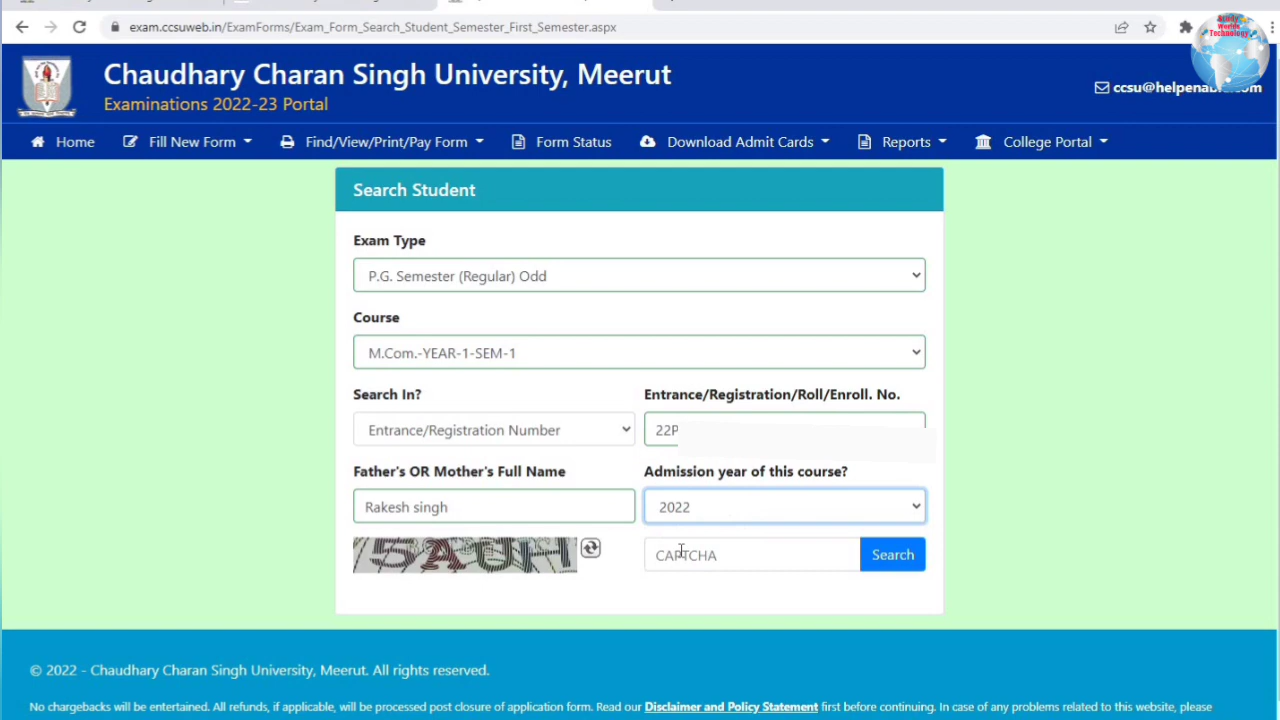 exam.ccsuweb.in/ExamForms/Exam_Form_Search_Student_Semester_First_Semester.aspx
Study
World
Technology
Chaudhary Charan Singh University, Meerut
Examinations 2022-23 Portal
Home
Fill New Form
Find/View/Print/Pay Form
Form Status
Download Admit Cards
Reports
College Portal
Search Student
Exam Type
P.G. Semester (Regular) Odd
Course
M.Com.-YEAR-1-SEM-1
Search In?
Entrance/Registration/Roll/Enroll. No.
Entrance/Registration Number
22P
Father's OR Mother's Full Name
Admission year of this course?
Rakesh singh
2022
CAPTCHA
Search
© 2022 - Chaudhary Charan Singh University, Meerut. All rights reserved.
No chargebacks will be entertained. All refunds, if applicable, will be processed post closure of application form. Read our Disclaimer and Policy Statement first before continuing. In case of any problems related to this website, please